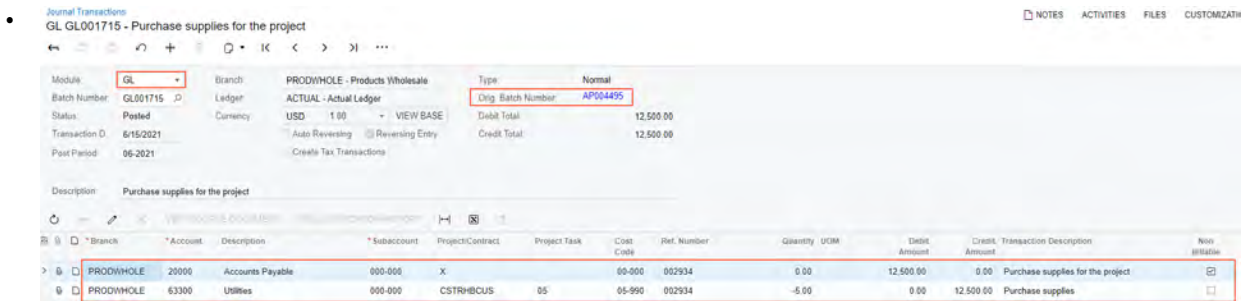 Journal Transactions
GL GL001715 - Purchase supplies for the project
NOTES ACTIVITIES FILES CUSTOMIZATI
Module: GL Branch: PRODWHOLE - Products Wholesale Type: Normal
Batch Number: GL001715 Ledger: ACTUAL - Actual Ledger Orig. Batch Number: AP004495
Status: Posted Currency: USD 1.00 VIEW BASE Debit Total: 12,500.00
Transaction D 6/15/2021 Auto Reversing Reversing Entry Credit Total: 12,500.00
Post Period: 06-2021 Create Tax Transactions
Description: Purchase supplies for the project
*Branch *Account Description *Subaccount Project/Contract Project Task Cost Code Ref. Number Quantity UOM Debit Amount Credit Amount Transaction Description Non Billable
PRODWHOLE 20000 Accounts Payable 000-000 X 00-000 002934 0.00 12,500.00 0.00 Purchase supplies for the project
PRODWHOLE 63300 Utilities 000-000 CSTRHBCUS 05 05-990 002934 -5.00 0.00 12,500.00 Purchase supplies